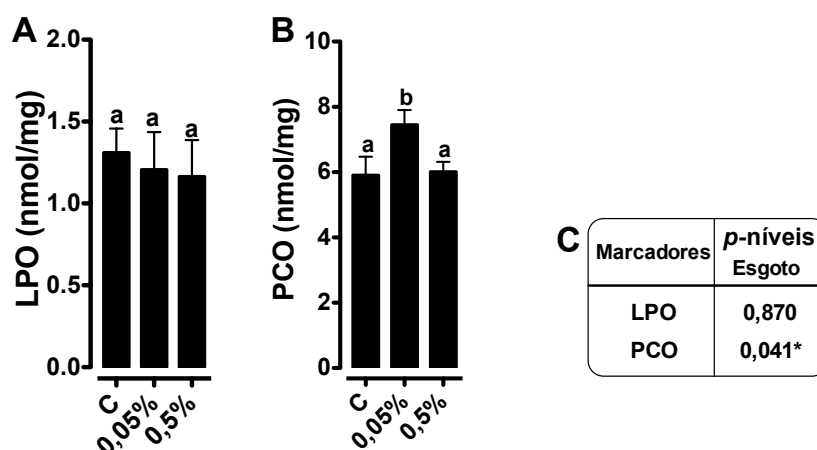 A
LPO (nmol/mg)
2.0
1.5
1.0
0.5
0.0
a
a
a
C
0,05%
0,5%
B
PCO (nmol/mg)
10
8
6
4
2
0
a
b
a
C
0,05%
0,5%
C
Marcadores
p-níveis
Esgoto
LPO 0,870
PCO 0,041*